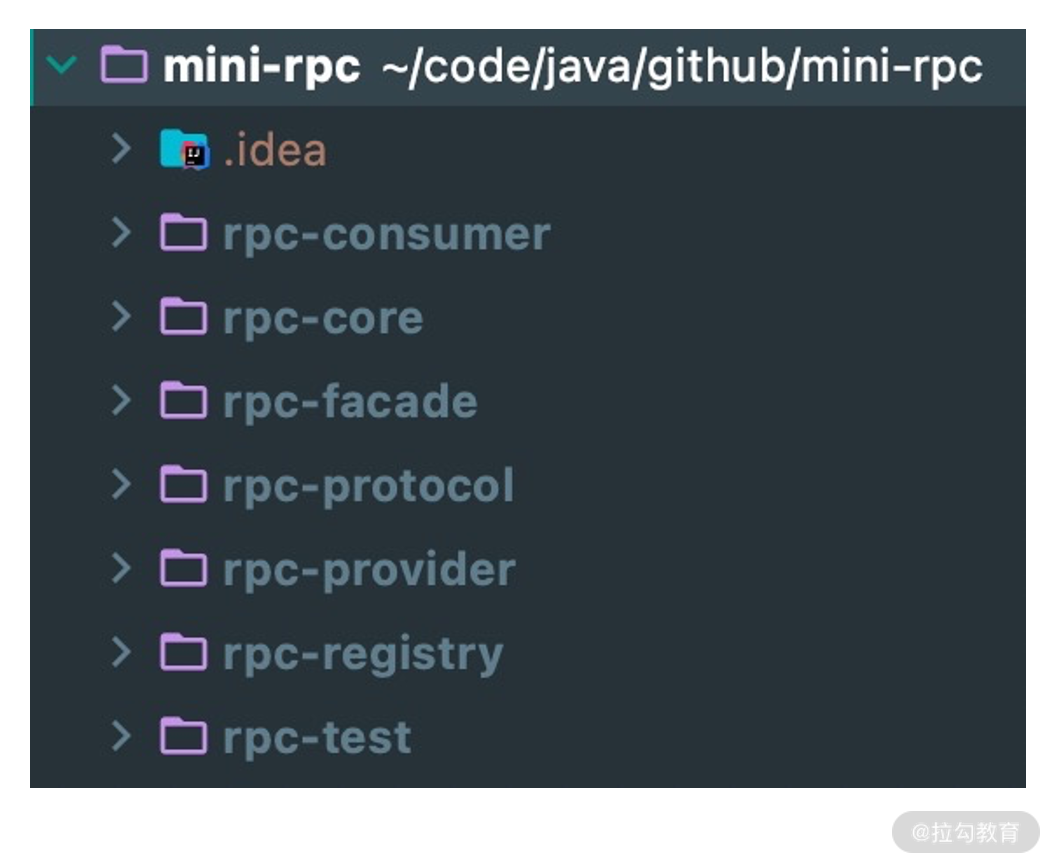 mini-rpc ~/code/java/github/mini-rpc
.idea
rpc-consumer
rpc-core
rpc-facade
rpc-protocol
rpc-provider
rpc-registry
rpc-test
@拉勾教育